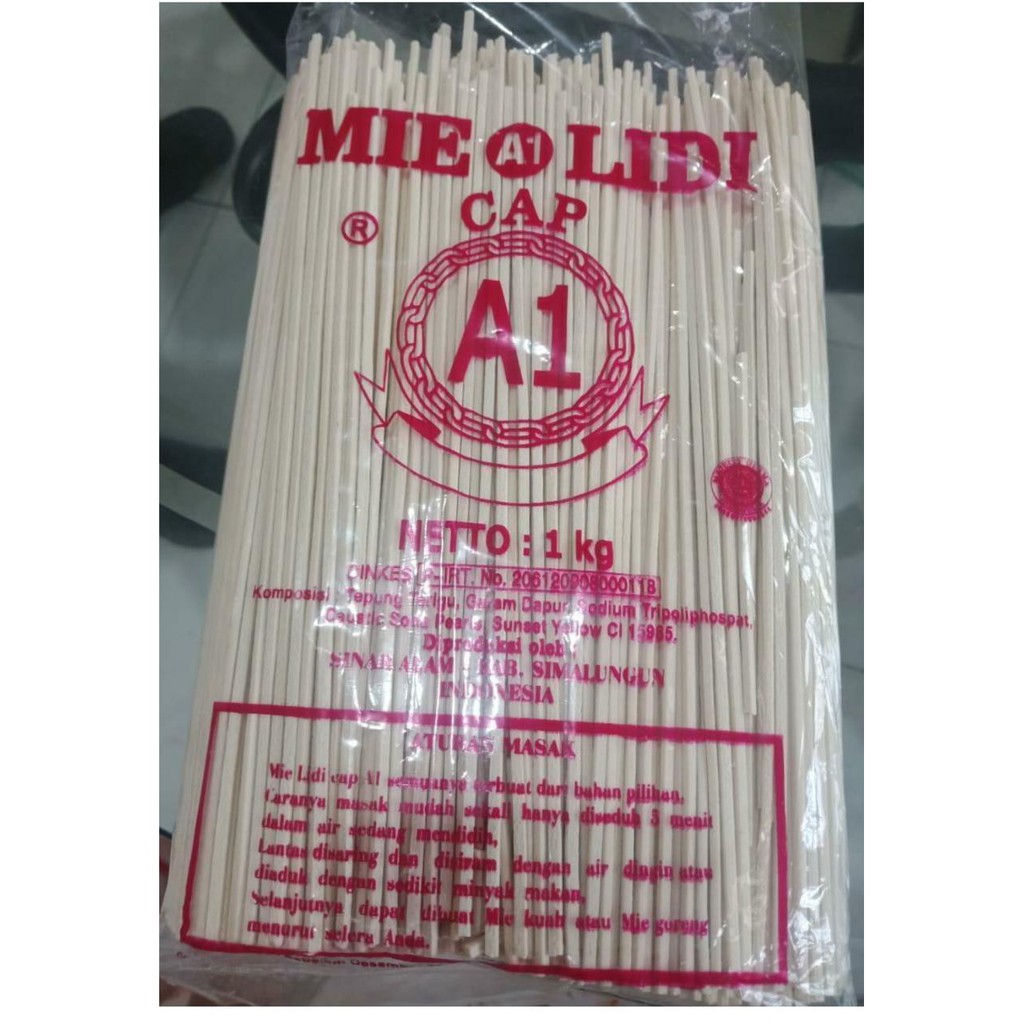 MIE A1 LIDI
CAP
®
A1
NETTO : 1 kg
DINKES P-IRT. No. 206120908000118
Komposisi : Tepung Terigu, Garam Dapur, Sodium Tripoliphospat,
Caustic Soda Pearls, Sunset Yellow CI 15985.
Diproduksi oleh :
SINAR ALAM - KAB. SIMALUNGUN
INDONESIA
ATURAN MASAK
Mie Lidi cap A1 semuanya terbuat dari bahan pilihan,
Caranya masak mudah sekal hanya diseduh 3 menit
dalam air sedang mendidih,
Lantas disaring dan disiram dengan air dingin atau
diaduk dengan sedikit minyak makan,
Selanjutnya dapat dibuat Mie kuah atau Mie goreng
menurut selera Anda.